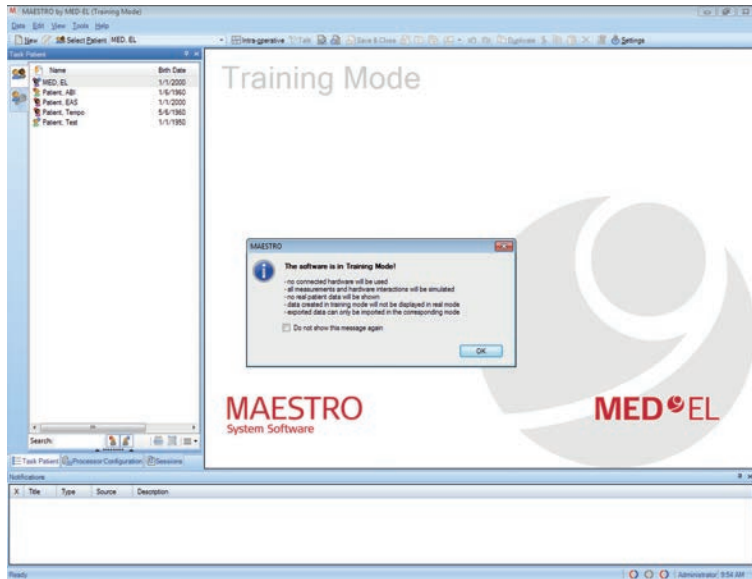 MAESTRO by MED-EL (Training Mode)
Data Edit View Tools Help
New Select Patient MED, EL Intra-operative Talk Save & Close Duplicate Settings
Task Patient
Name Birth Date
MED, EL 1/1/2000
Patient, ABI 1/6/1960
Patient, EAS 1/1/2000
Patient, Tempo 5/6/1960
Patient, Test 1/1/1950
Training Mode
MAESTRO
The software is in Training Mode!
- no connected hardware will be used
- all measurements and hardware interactions will be simulated
- no real patient data will be shown
- data created in training mode will not be displayed in real mode
- exported data can only be imported in the corresponding mode
Do not show this message again
OK
MAESTRO
System Software
MED EL
Search:
Task Patient Processor Configuration Sessions
Notifications
X Title Type Source Description
Ready
Administrator 9:54 AM